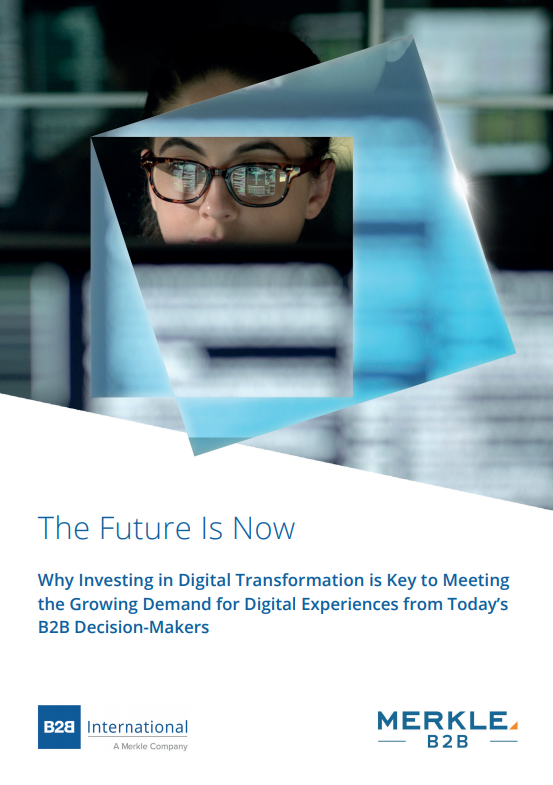 The Future Is Now
Why Investing in Digital Transformation is Key to Meeting
the Growing Demand for Digital Experiences from Today's
B2B Decision-Makers
B2B International
A Merkle Company
MERKLE
B2B